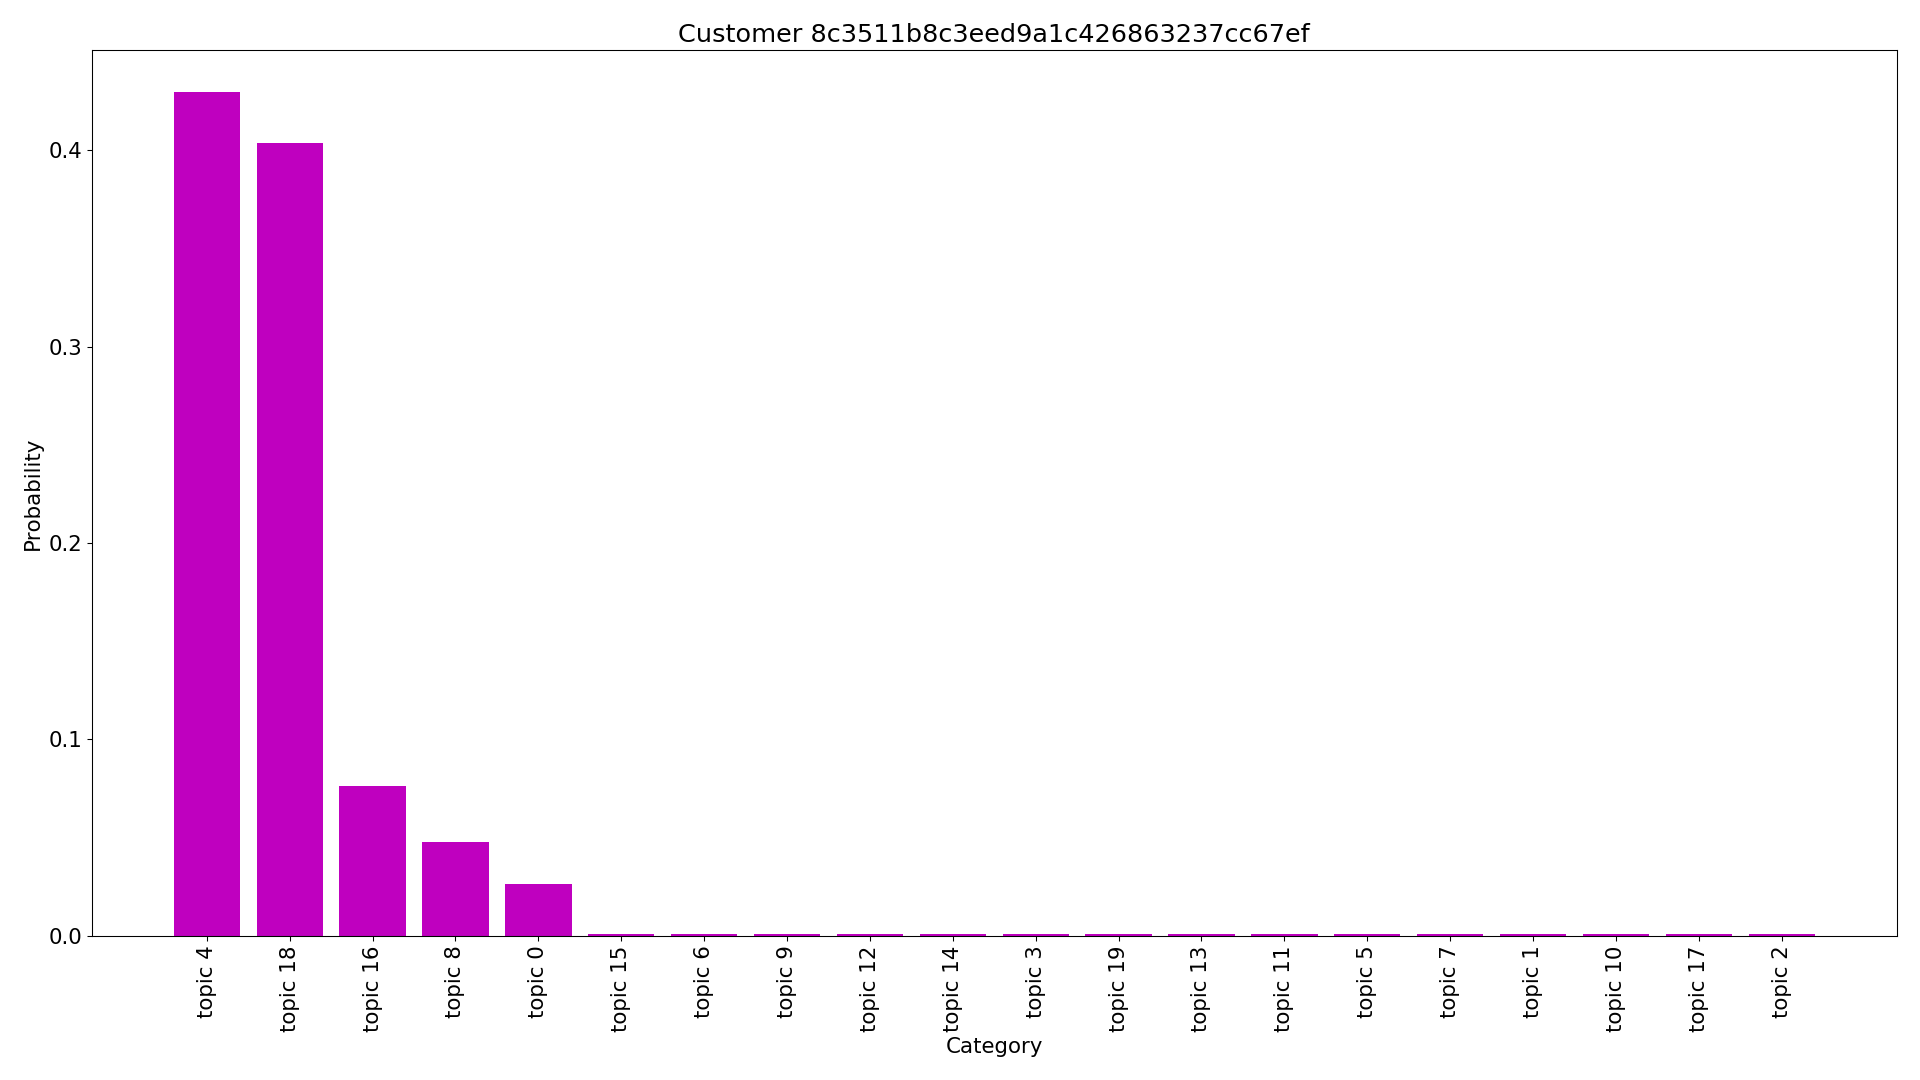 Customer 8c3511b8c3eed9a1c426863237cc67ef
Probability
0.4
0.3
0.2
0.1
0.0
topic 4
topic 18
topic 16
topic 8
topic 0
topic 15
topic 6
topic 9
topic 12
topic 14
topic 3
topic 19
topic 13
topic 11
topic 5
topic 7
topic 1
topic 10
topic 17
topic 2
Category